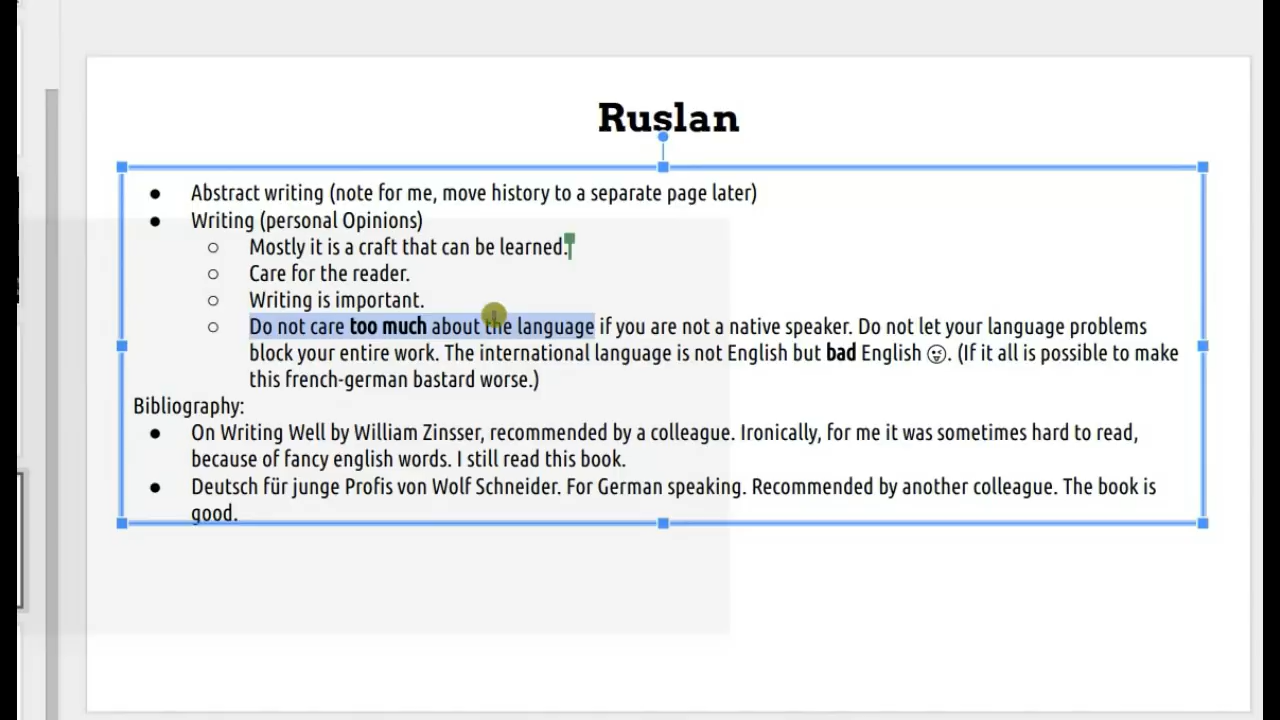 Ruslan
● Abstract writing (note for me, move history to a separate page later)
● Writing (personal Opinions)
○ Mostly it is a craft that can be learned.
○ Care for the reader.
○ Writing is important.
○ Do not care too much about the language if you are not a native speaker. Do not let your language problems
block your entire work. The international language is not English but bad English 😜. (If it all is possible to make
this french-german bastard worse.)
Bibliography:
● On Writing Well by William Zinsser, recommended by a colleague. Ironically, for me it was sometimes hard to read,
because of fancy english words. I still read this book.
● Deutsch für junge Profis von Wolf Schneider. For German speaking. Recommended by another colleague. The book is
good.